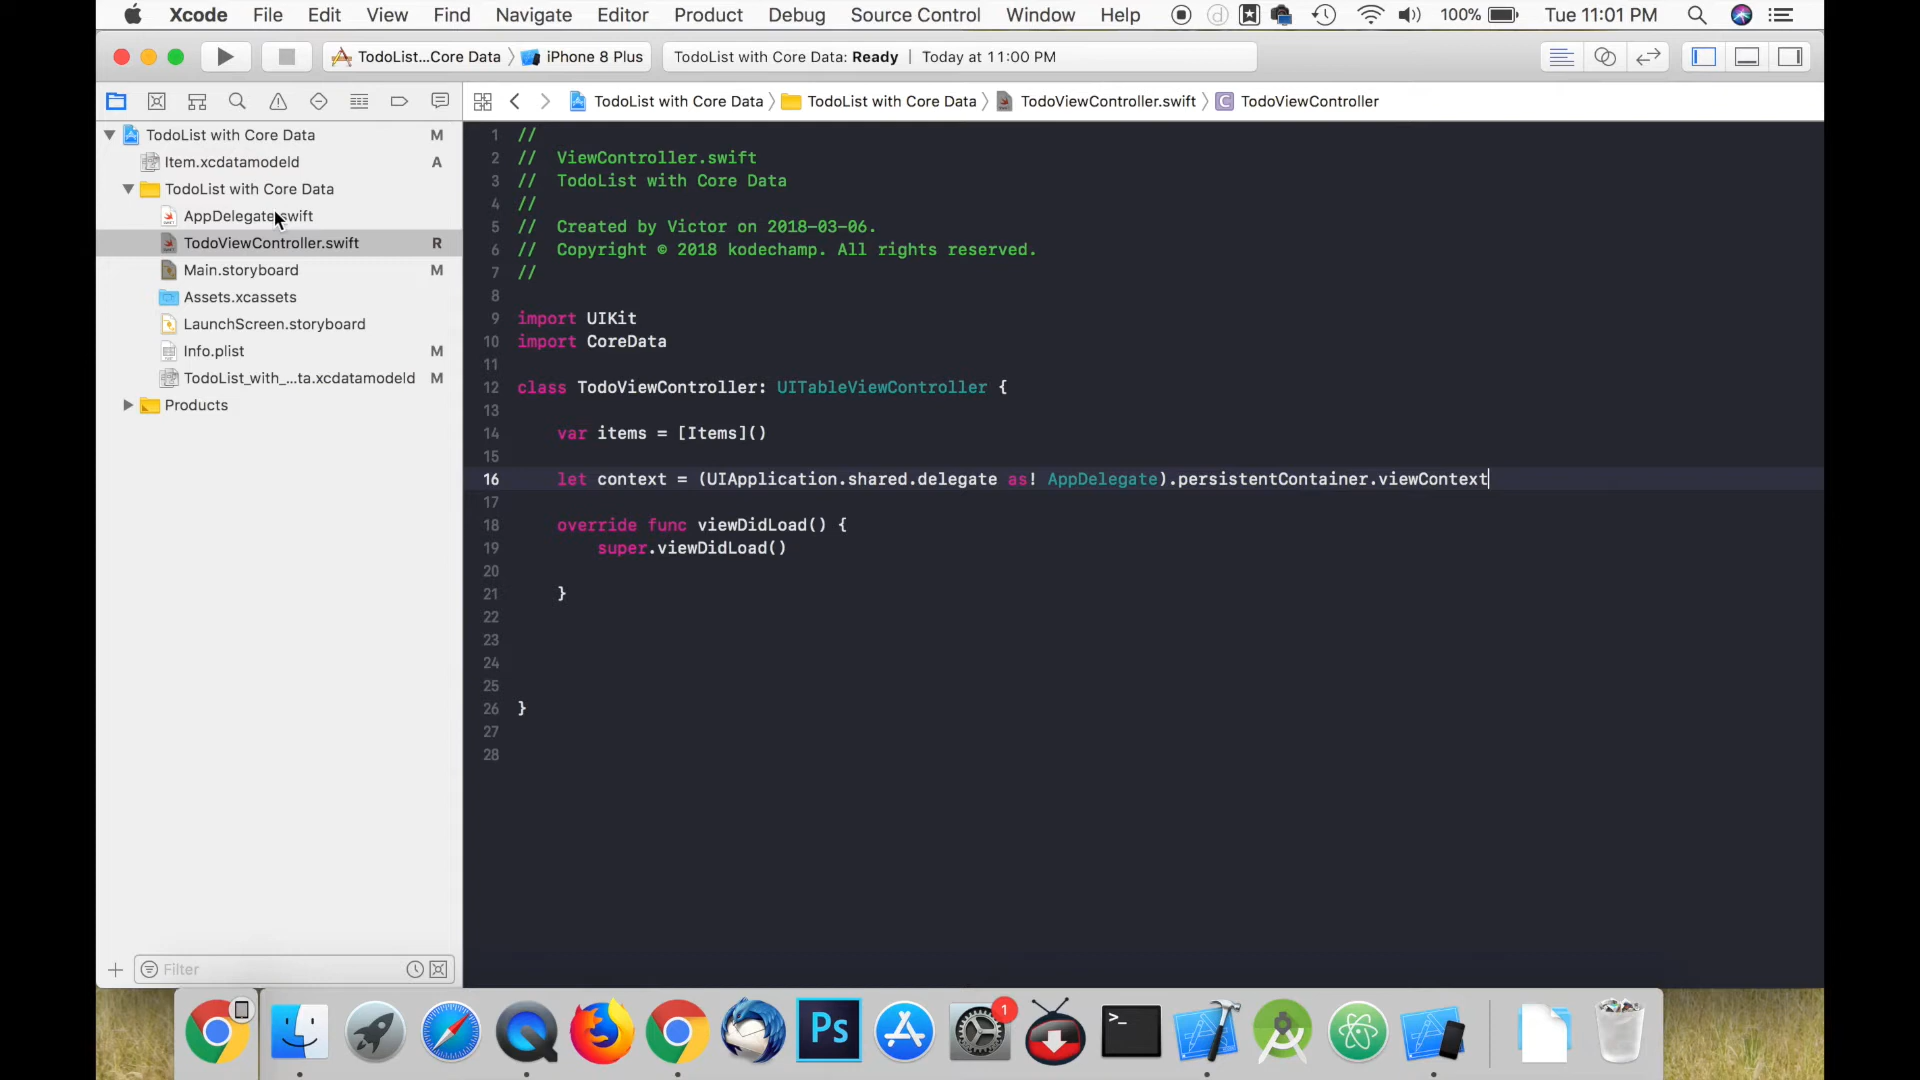 Xcode File Edit View Find Navigate Editor Product Debug Source Control Window Help 100% Tue 11:01 PM
TodoList...Core Data iPhone 8 Plus TodoList with Core Data: Ready | Today at 11:00 PM
TodoList with Core Data TodoList with Core Data TodoViewController.swift C TodoViewController
TodoList with Core Data M
Item.xcdatamodeld A
TodoList with Core Data
AppDelegate.swift
TodoViewController.swift R
Main.storyboard M
Assets.xcassets
LaunchScreen.storyboard
Info.plist M
TodoList_with_...ta.xcdatamodeld M
Products
Filter
1 //
2 // ViewController.swift
3 // TodoList with Core Data
4 //
5 // Created by Victor on 2018-03-06.
6 // Copyright © 2018 kodechamp. All rights reserved.
7 //
8
9 import UIKit
10 import CoreData
11
12 class TodoViewController: UITableViewController {
13
14 var items = [Items]()
15
16 let context = (UIApplication.shared.delegate as! AppDelegate).persistentContainer.viewContext
17
18 override func viewDidLoad() {
19 super.viewDidLoad()
20
21 }
22
23
24
25
26 }
27
28
Ps
1
>_